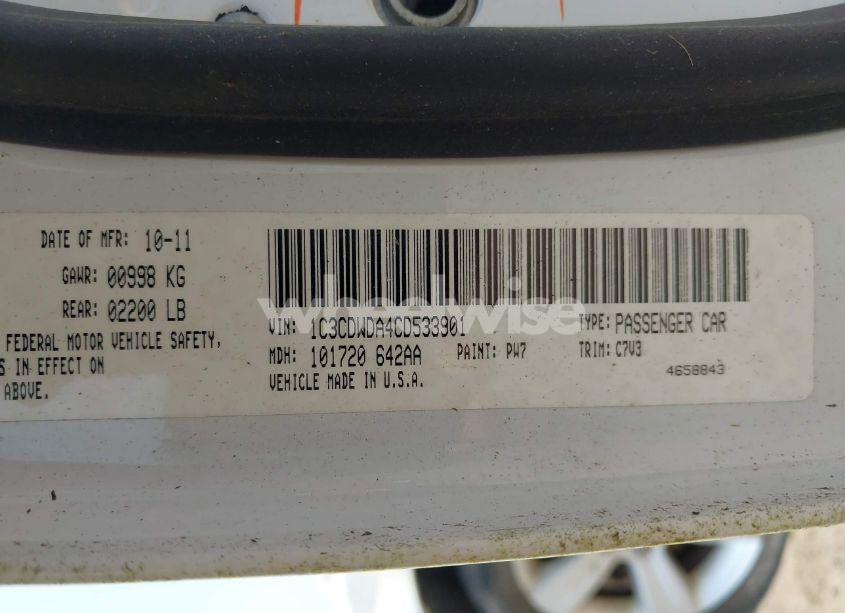 DATE OF MFR: 10-11
GAWR: 00998 KG
REAR: 02200 LB
FEDERAL MOTOR VEHICLE SAFETY,
IN EFFECT ON
ABOVE.
VIN: 1C3CDWDA4CD533901 TYPE: PASSENGER CAR
MDH: 101720 642AA PAINT: PW7 TRIM: C7V3
VEHICLE MADE IN U.S.A. 4658843
wheelwise